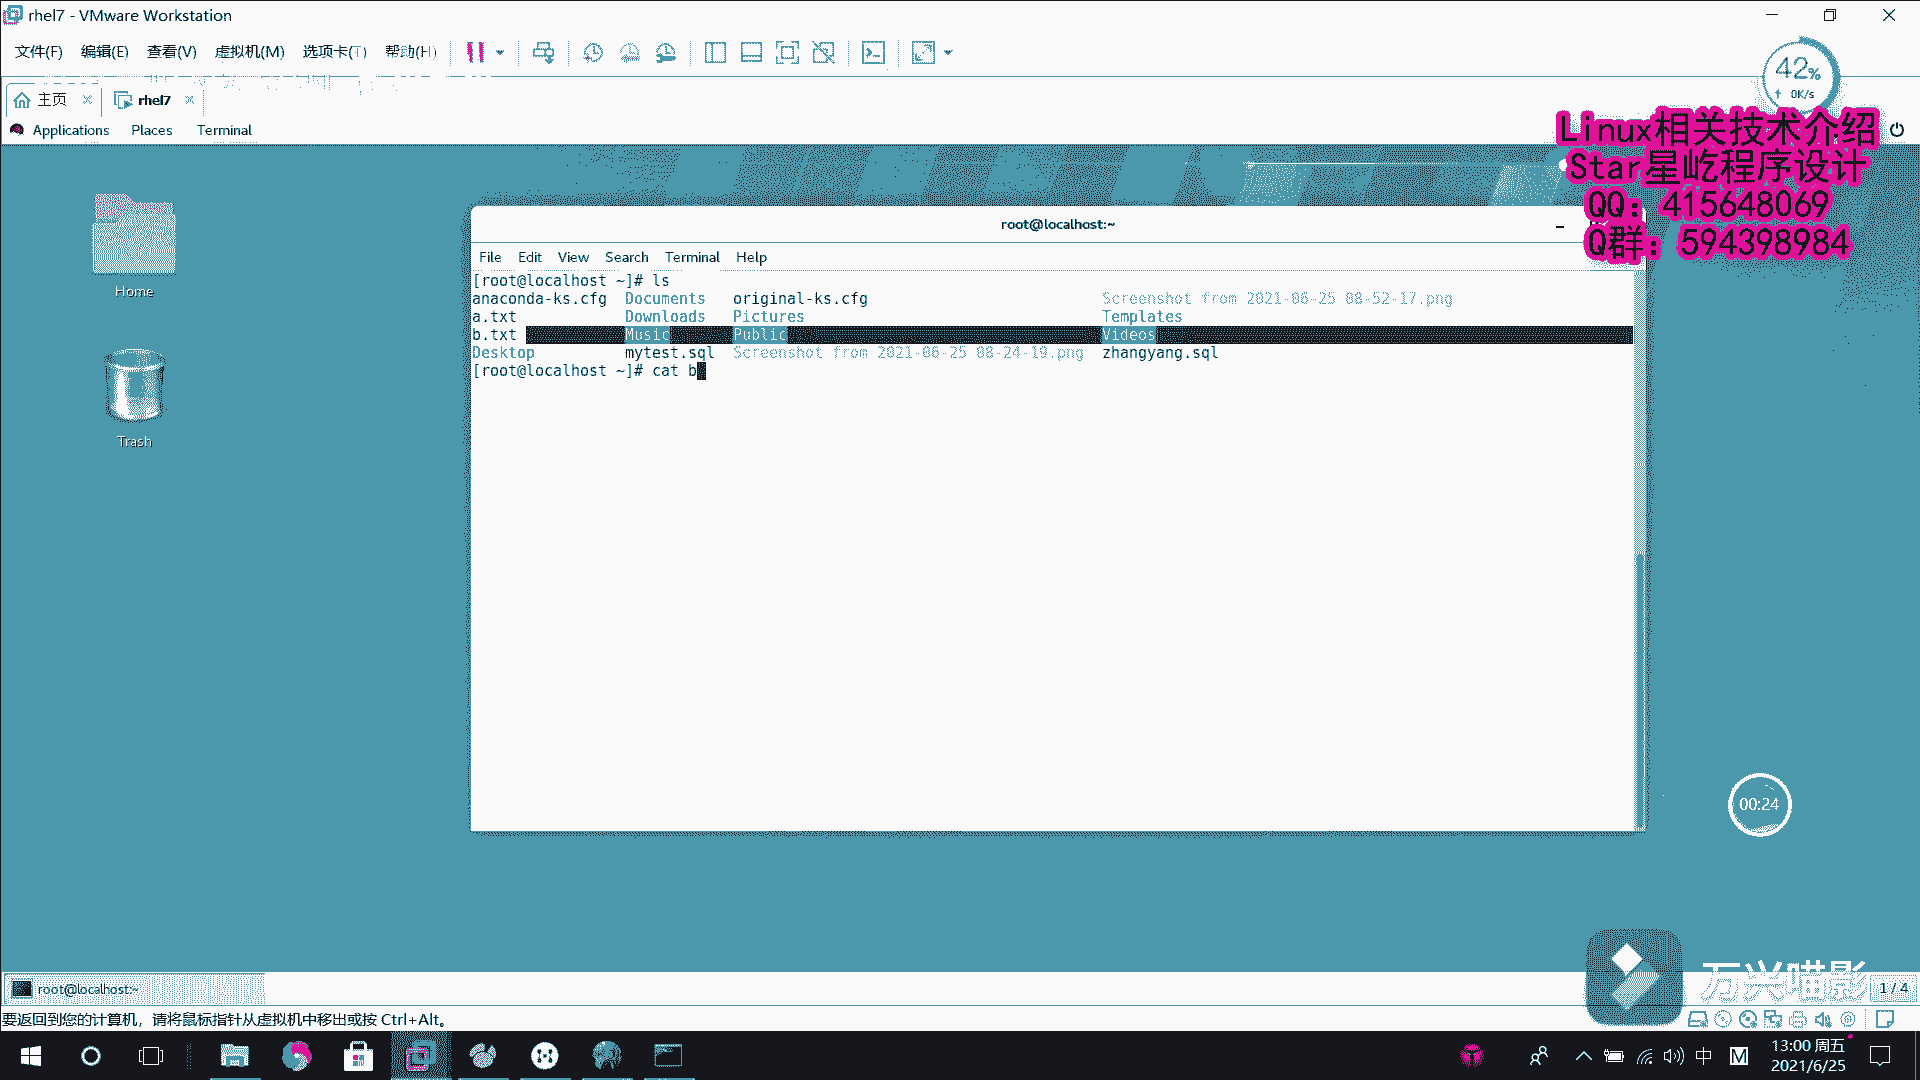 rhel7 - VMware Workstation
文件(F) 编辑(E) 查看(V) 虚拟机(M) 选项卡(T) 帮助(H)
42%
↑ 0K/s
主页 × rhel7 ×
Applications Places Terminal
Linux相关技术介绍
Star星屹程序设计
QQ：415648069
Q群：594398984
Home
Trash
root@localhost:~
File Edit View Search Terminal Help
[root@localhost ~]# ls
anaconda-ks.cfg Documents original-ks.cfg Screenshot from 2021-06-25 08-52-17.png
a.txt Downloads Pictures Templates
b.txt Music Public Videos
Desktop mytest.sql Screenshot from 2021-06-25 08-24-19.png zhangyang.sql
[root@localhost ~]# cat b
00:24
万兴喵影
root@localhost:~
1 / 4
要返回到您的计算机，请将鼠标指针从虚拟机中移出或按 Ctrl+Alt。
中 M
13:00 周五
2021/6/25